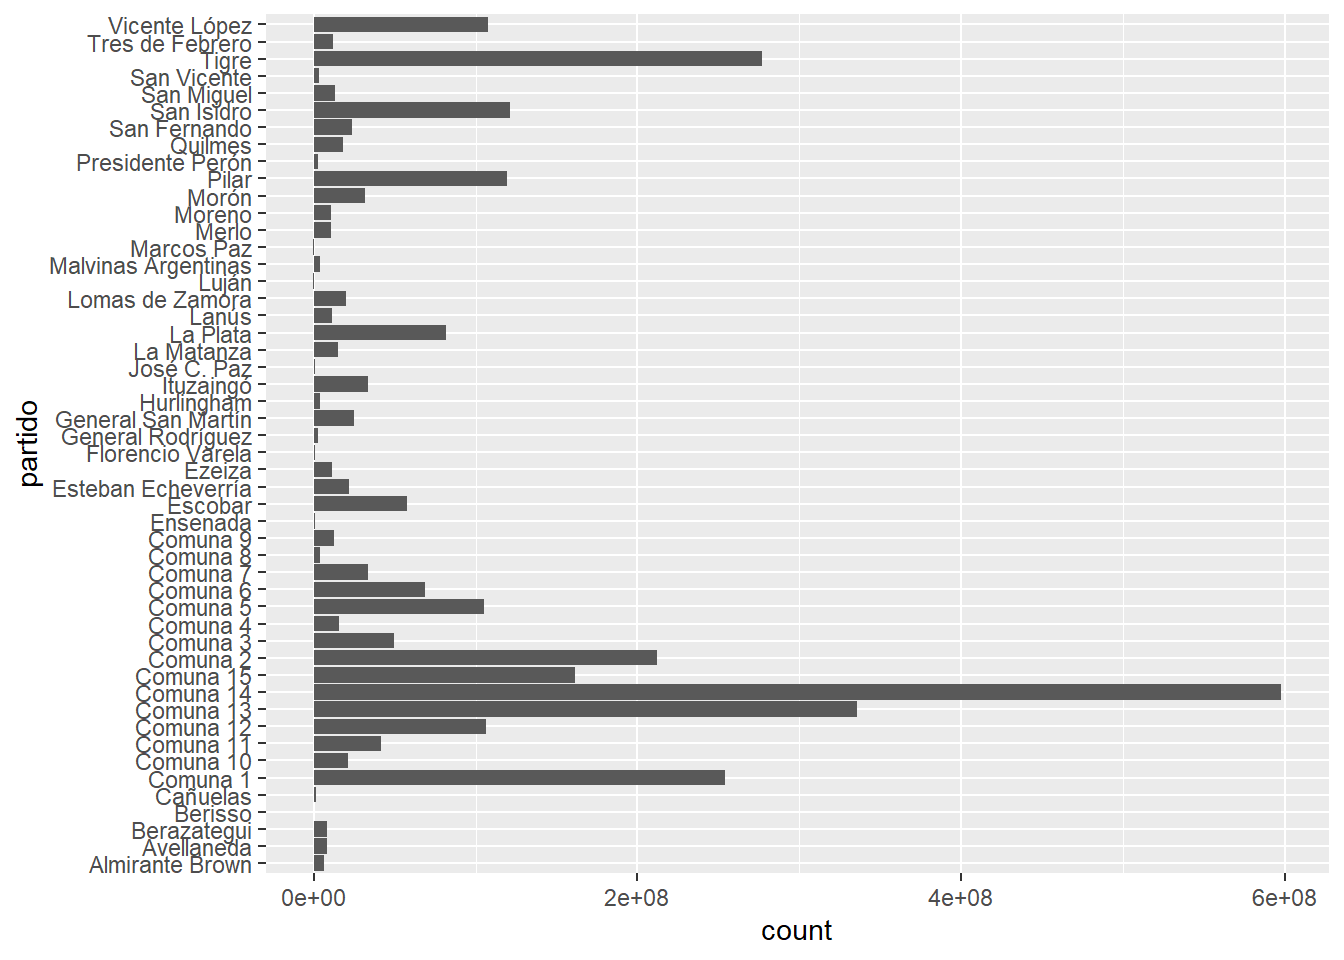 Vicente López
Tres de Febrero
Tigre
San Vicente
San Miguel
San Isidro
San Fernando
Quilmes
Presidente Perón
Pilar
Morón
Moreno
Merlo
Marcos Paz
Malvinas Argentinas
Luján
Lomas de Zamora
Lanús
La Plata
La Matanza
José C. Paz
Ituzaingó
Hurlingham
General San Martín
General Rodríguez
Florencio Varela
Ezeiza
Esteban Echeverría
Escobar
Ensenada
Comuna 9
Comuna 8
Comuna 7
Comuna 6
Comuna 5
Comuna 4
Comuna 3
Comuna 2
Comuna 15
Comuna 14
Comuna 13
Comuna 12
Comuna 11
Comuna 10
Comuna 1
Cañuelas
Berisso
Berazategui
Avellaneda
Almirante Brown
partido
0e+00 2e+08 4e+08 6e+08
count